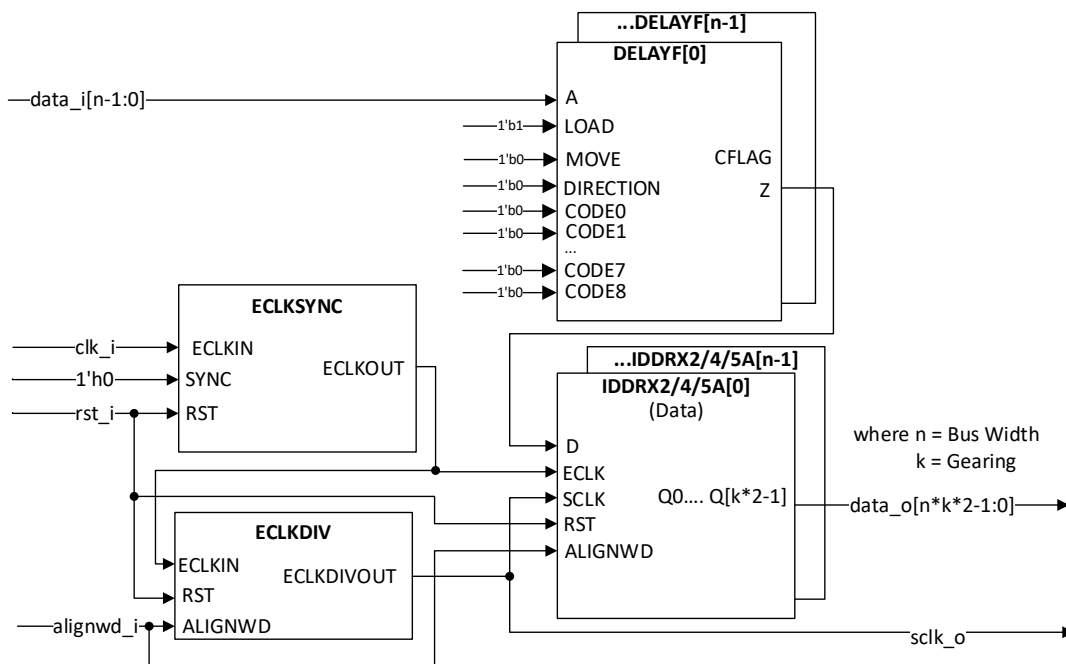 ...DELAYF[n-1]
DELAYF[0]
data_i[n-1:0]
A
1'b1
LOAD
1'b0
MOVE
CFLAG
1'b0
DIRECTION
Z
1'b0
CODE0
1'b0
CODE1
...
1'b0
CODE7
1'b0
CODE8
ECLKSYNC
clk_i
ECLKIN
ECLKOUT
1'h0
SYNC
rst_i
RST
...IDDRX2/4/5A[n-1]
IDDRX2/4/5A[0]
(Data)
D
ECLK
SCLK
Q0.... Q[k*2-1]
RST
ALIGNWD
where n = Bus Width
k = Gearing
data_o[n*k*2-1:0]
ECLKDIV
ECLKIN
ECLKDIVOUT
RST
alignwd_i
ALIGNWD
sclk_o